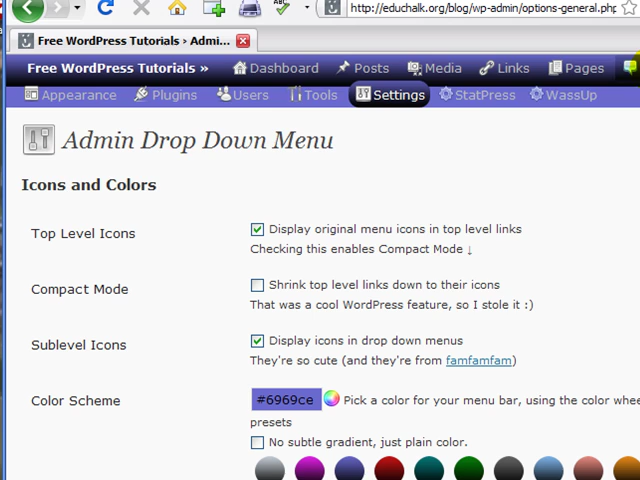 http://educhalk.org/blog/wp-admin/options-general.php
Free WordPress Tutorials › Admi...
Free WordPress Tutorials » Dashboard Posts Media Links Pages
Appearance Plugins Users Tools Settings StatPress WassUp
Admin Drop Down Menu
Icons and Colors
Top Level Icons
Display original menu icons in top level links
Checking this enables Compact Mode ↓
Compact Mode
Shrink top level links down to their icons
That was a cool WordPress feature, so I stole it :)
Sublevel Icons
Display icons in drop down menus
They're so cute (and they're from famfamfam)
Color Scheme
#6969ce Pick a color for your menu bar, using the color whee
presets
No subtle gradient, just plain color.